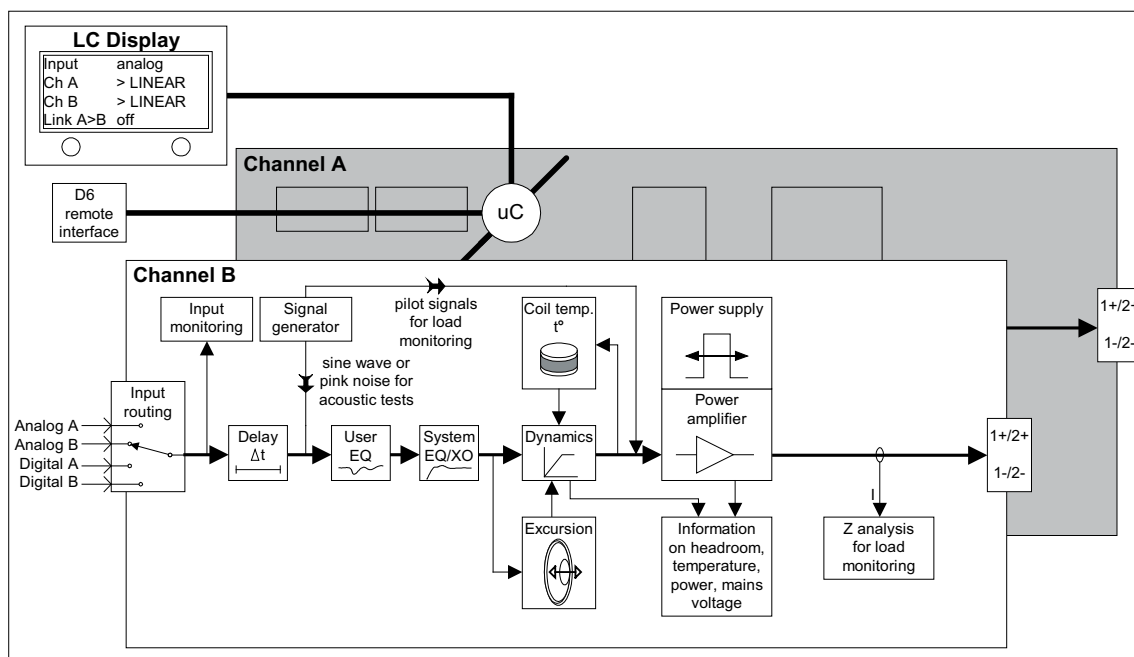 LC Display
Input analog
Ch A > LINEAR
Ch B > LINEAR
Link A>B off
Channel A
D6
remote
interface
uC
Channel B
Input
monitoring
Signal
generator
pilot signals
for load
monitoring
Coil temp.
t°
Power supply
1+/2+
1-/2-
sine wave or
pink noise for
acoustic tests
Input
routing
Analog A
Analog B
Digital A
Digital B
Delay
Δt
User
EQ
System
EQ/XO
Dynamics
Power
amplifier
1+/2+
1-/2-
I
Excursion
Information
on headroom,
temperature,
power, mains
voltage
Z analysis
for load
monitoring